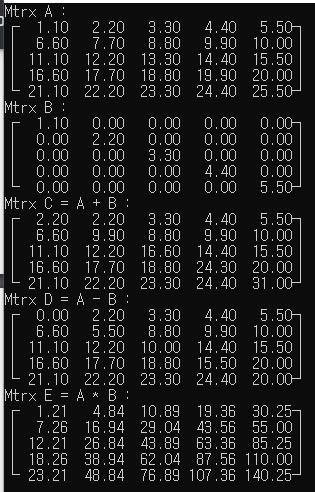 Mtrx A :
1.10 2.20 3.30 4.40 5.50
6.60 7.70 8.80 9.90 10.00
11.10 12.20 13.30 14.40 15.50
16.60 17.70 18.80 19.90 20.00
21.10 22.20 23.30 24.40 25.50
Mtrx B :
1.10 0.00 0.00 0.00 0.00
0.00 2.20 0.00 0.00 0.00
0.00 0.00 3.30 0.00 0.00
0.00 0.00 0.00 4.40 0.00
0.00 0.00 0.00 0.00 5.50
Mtrx C = A + B :
2.20 2.20 3.30 4.40 5.50
6.60 9.90 8.80 9.90 10.00
11.10 12.20 16.60 14.40 15.50
16.60 17.70 18.80 24.30 20.00
21.10 22.20 23.30 24.40 31.00
Mtrx D = A - B :
0.00 2.20 3.30 4.40 5.50
6.60 5.50 8.80 9.90 10.00
11.10 12.20 10.00 14.40 15.50
16.60 17.70 18.80 15.50 20.00
21.10 22.20 23.30 24.40 20.00
Mtrx E = A * B :
1.21 4.84 10.89 19.36 30.25
7.26 16.94 29.04 43.56 55.00
12.21 26.84 43.89 63.36 85.25
18.26 38.94 62.04 87.56 110.00
23.21 48.84 76.89 107.36 140.25